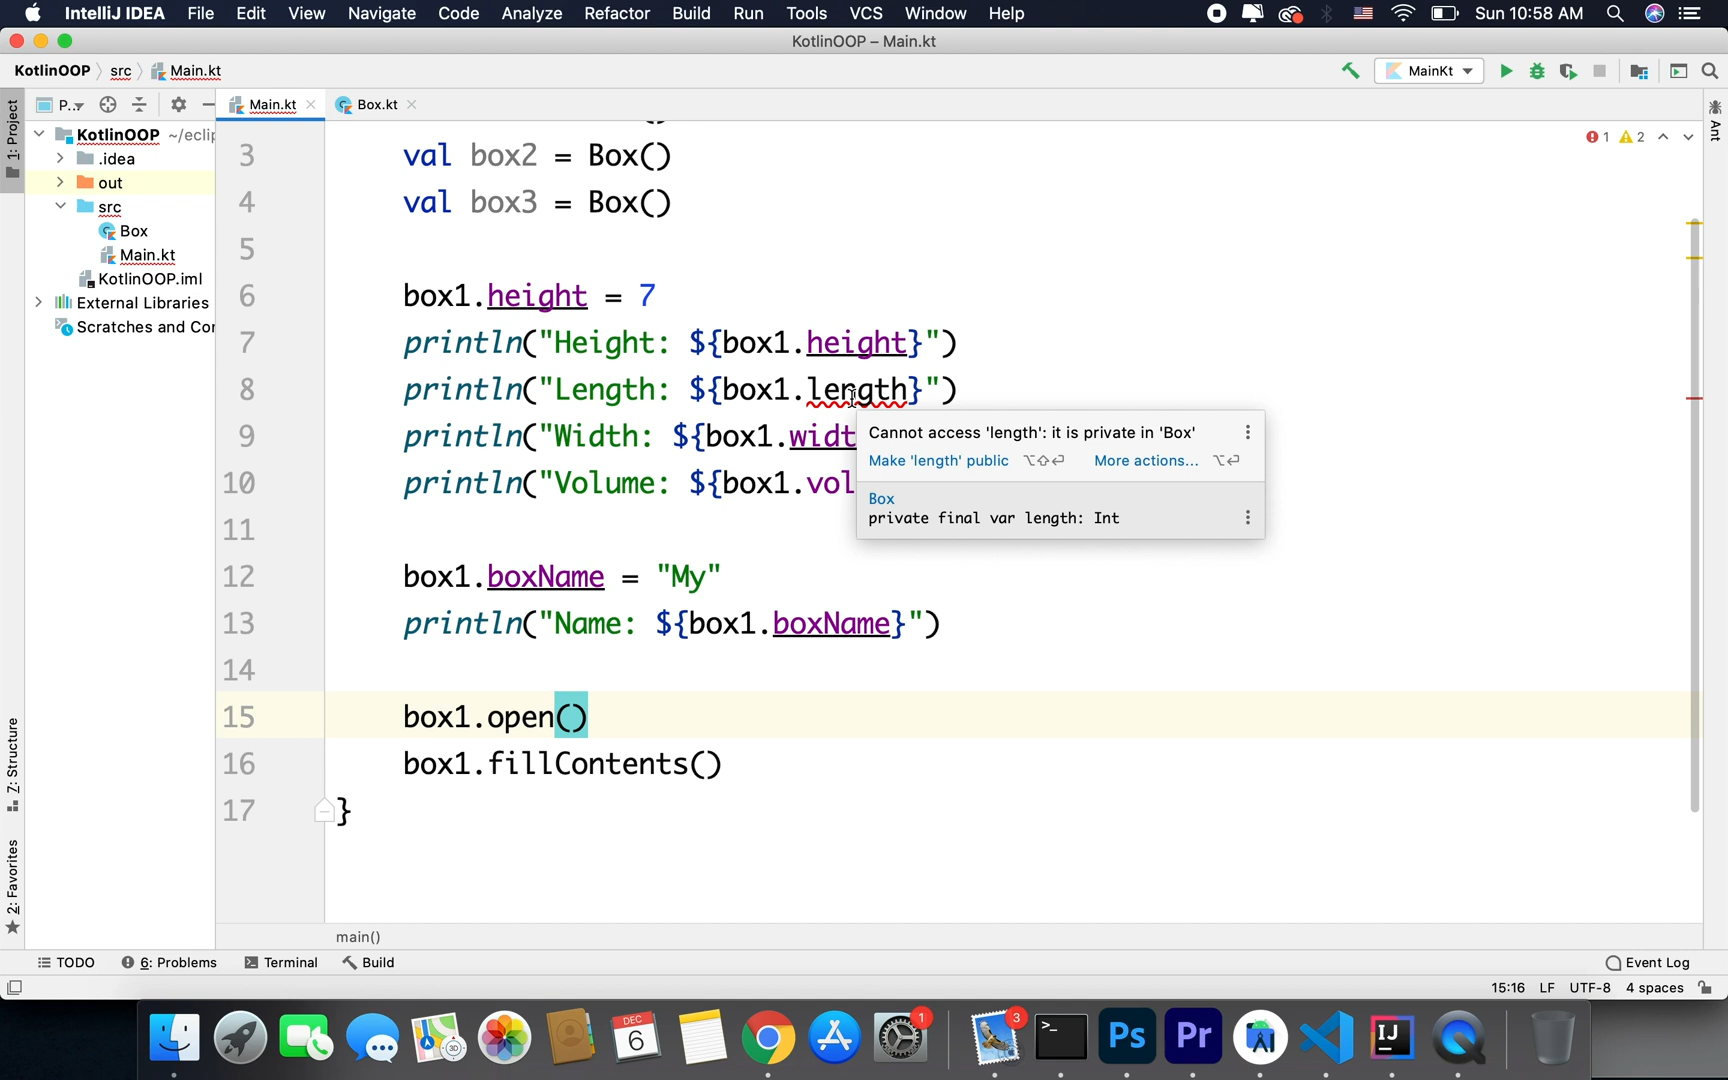 IntelliJ IDEA File Edit View Navigate Code Analyze Refactor Build Run Tools VCS Window Help Sun 10:58 AM
KotlinOOP – Main.kt
KotlinOOP src Main.kt MainKt
1: Project P... Main.kt Box.kt Ant
KotlinOOP ~/eclip
.idea
out
src
Box
Main.kt
KotlinOOP.iml
External Libraries
Scratches and Cor
1 2
3 val box2 = Box()
4 val box3 = Box()
5
6 box1.height = 7
7 println("Height: ${box1.height}")
8 println("Length: ${box1.length}")
9 println("Width: ${box1.widt
10 println("Volume: ${box1.vol
11
12 box1.boxName = "My"
13 println("Name: ${box1.boxName}")
14
15 box1.open()
16 box1.fillContents()
17 }
Cannot access 'length': it is private in 'Box'
Make 'length' public ⌥⇧⏎ More actions... ⌥⏎
Box
private final var length: Int
Z: Structure
2: Favorites
main()
TODO 6: Problems Terminal Build Event Log
15:16 LF UTF-8 4 spaces
3D DEC 6 1 3 >_ Ps Pr IJ